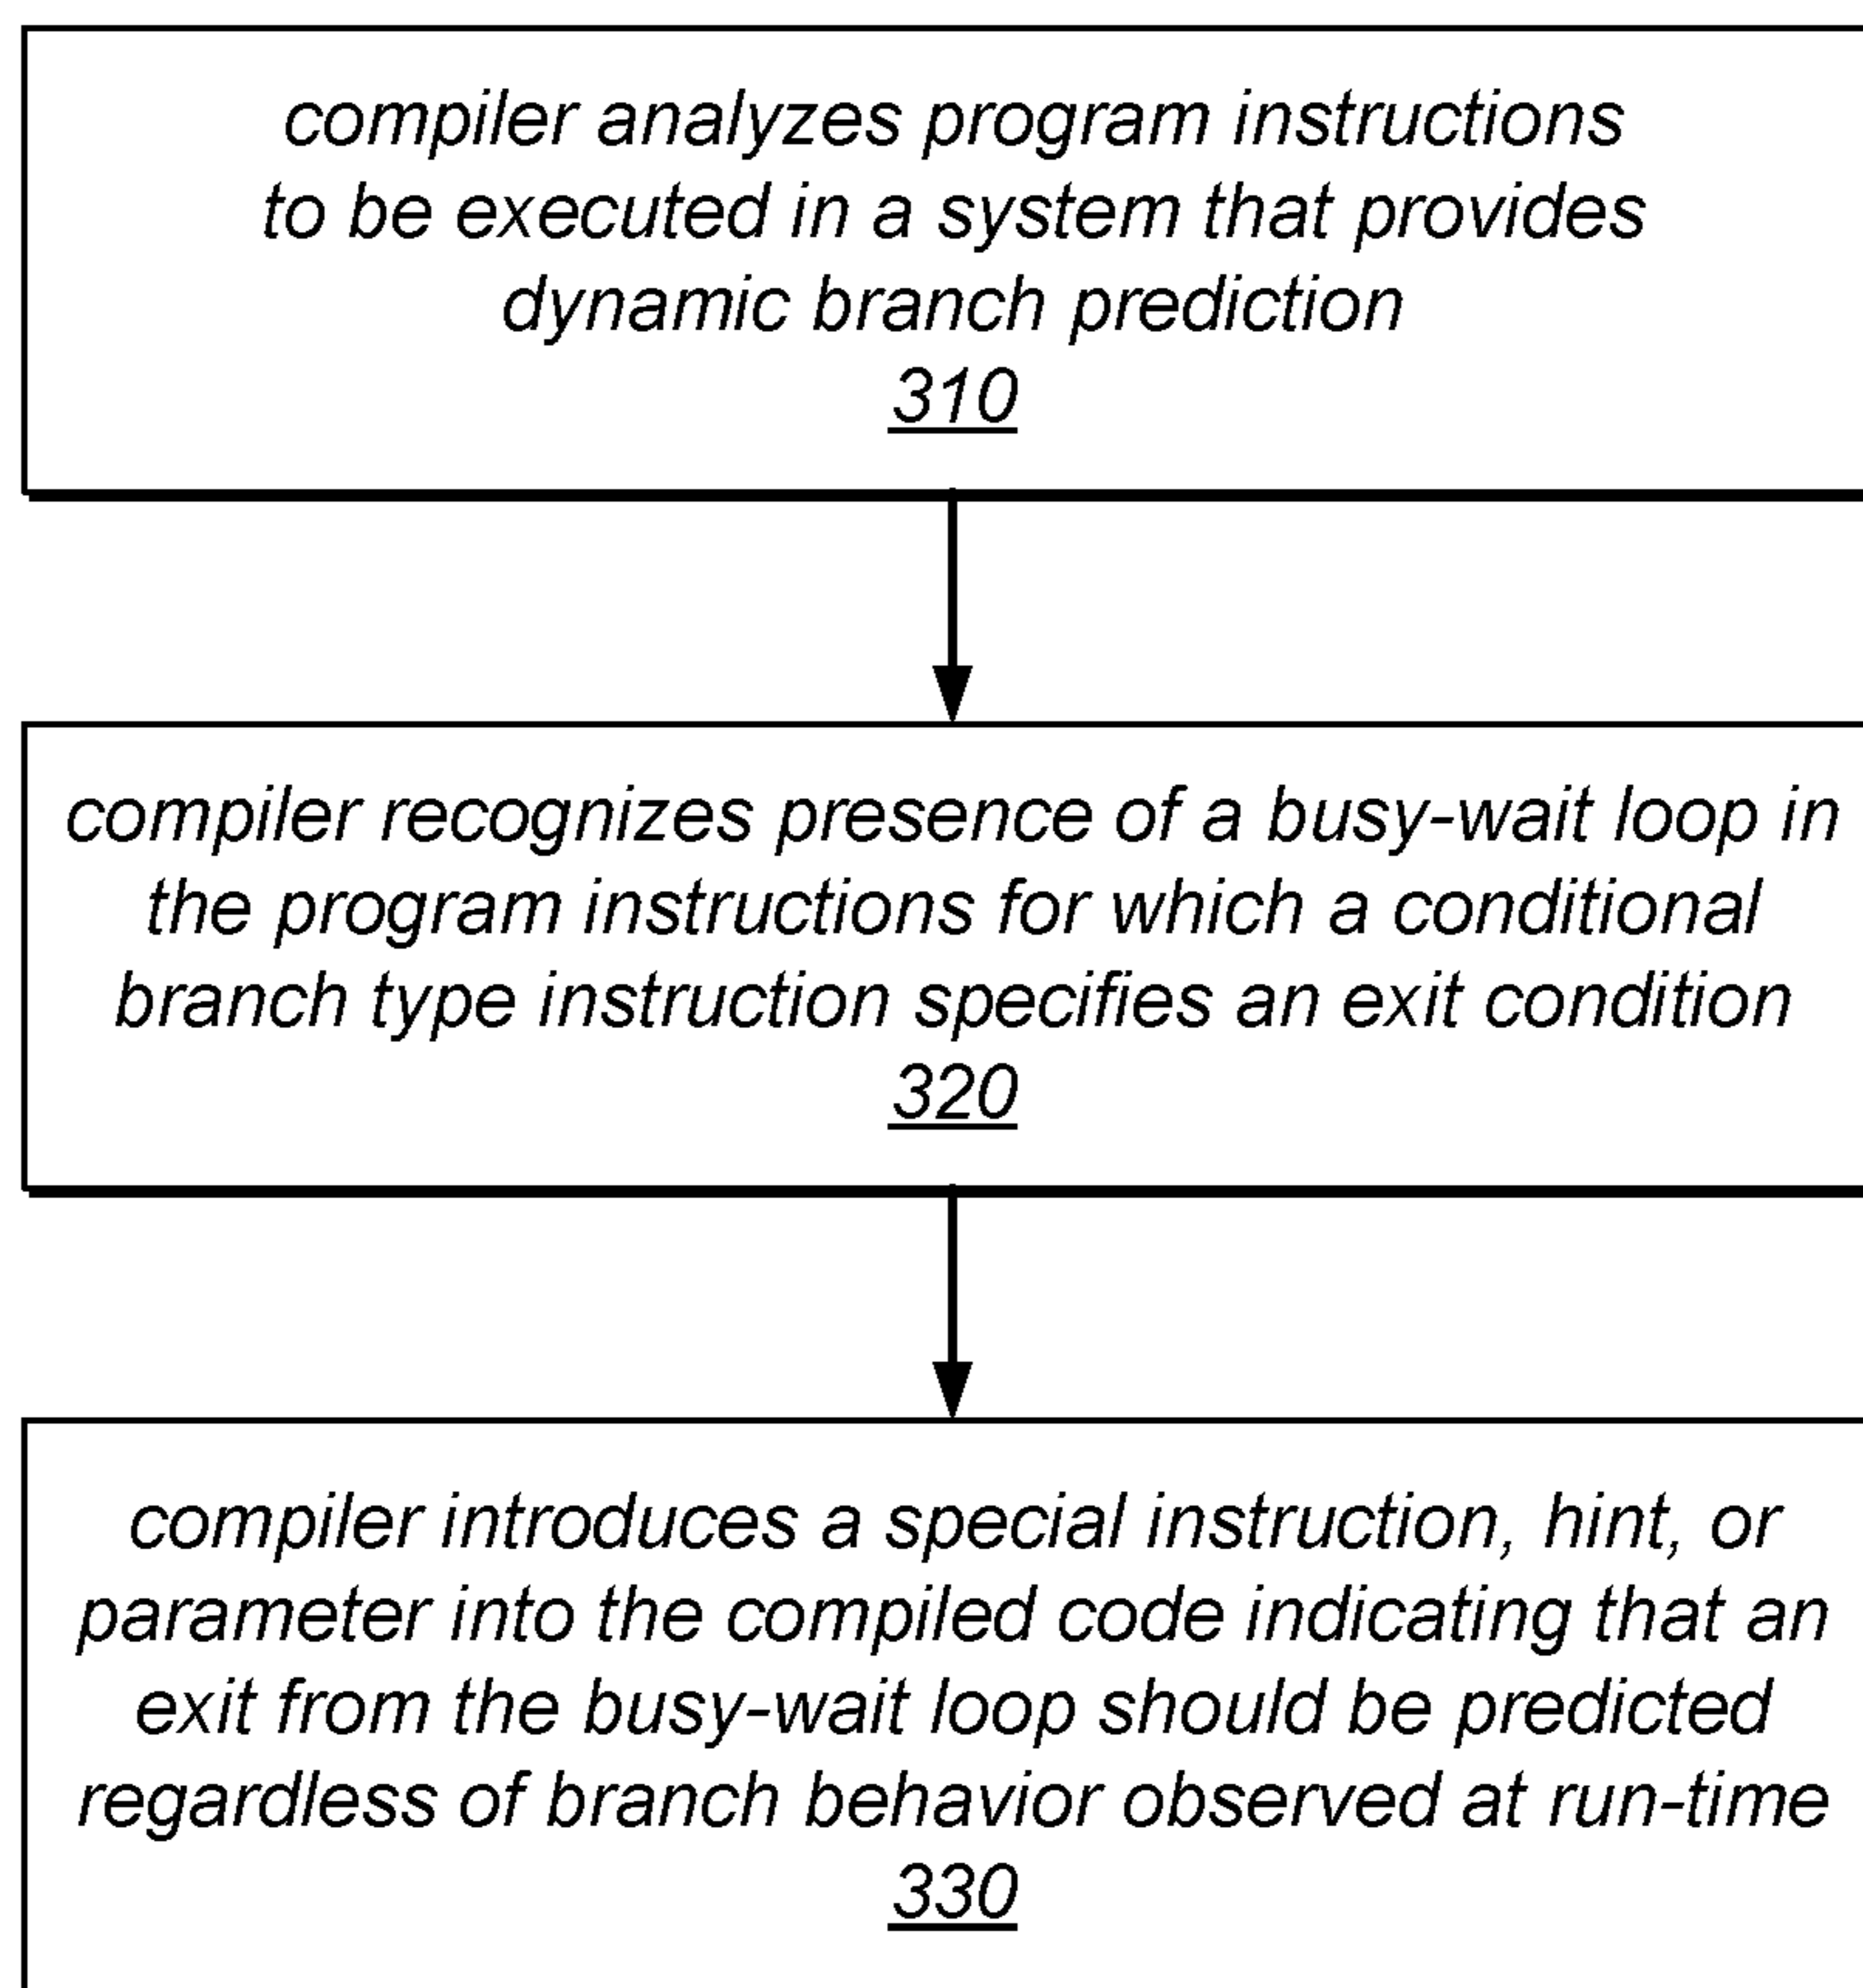 compiler analyzes program instructions
to be executed in a system that provides
dynamic branch prediction
310
compiler recognizes presence of a busy-wait loop in
the program instructions for which a conditional
branch type instruction specifies an exit condition
320
compiler introduces a special instruction, hint, or
parameter into the compiled code indicating that an
exit from the busy-wait loop should be predicted
regardless of branch behavior observed at run-time
330